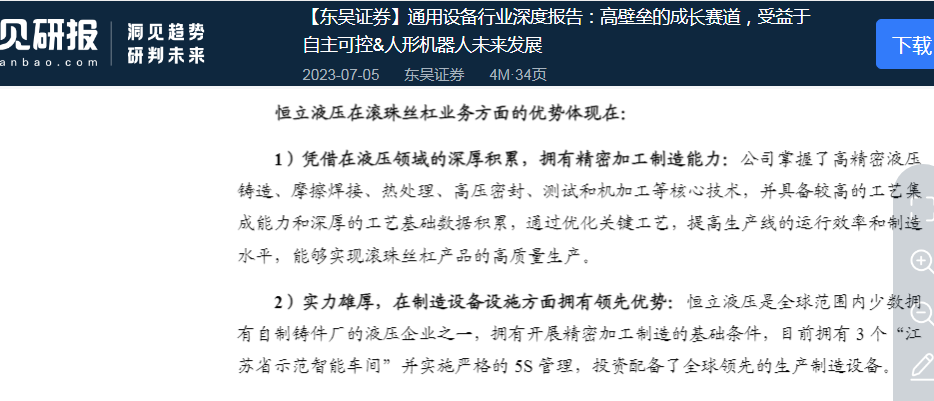 见研报 洞见趋势
研判未来
anbao.com
【东吴证券】通用设备行业深度报告：高壁垒的成长赛道，受益于
自主可控&人形机器人未来发展
2023-07-05 东吴证券 4M·34页
下载
恒立液压在滚珠丝杠业务方面的优势体现在：
1）凭借在液压领域的深厚积累，拥有精密加工制造能力：公司掌握了高精密液压
铸造、摩擦焊接、热处理、高压密封、测试和机加工等核心技术，并具备较高的工艺集
成能力和深厚的工艺基础数据积累，通过优化关键工艺，提高生产线的运行效率和制造
水平，能够实现滚珠丝杠产品的高质量生产。
2）实力雄厚，在制造设备设施方面拥有领先优势：恒立液压是全球范围内少数拥
有自制铸件厂的液压企业之一，拥有开展精密加工制造的基础条件，目前拥有 3 个“江
苏省示范智能车间”并实施严格的 5S 管理，投资配备了全球领先的生产制造设备。